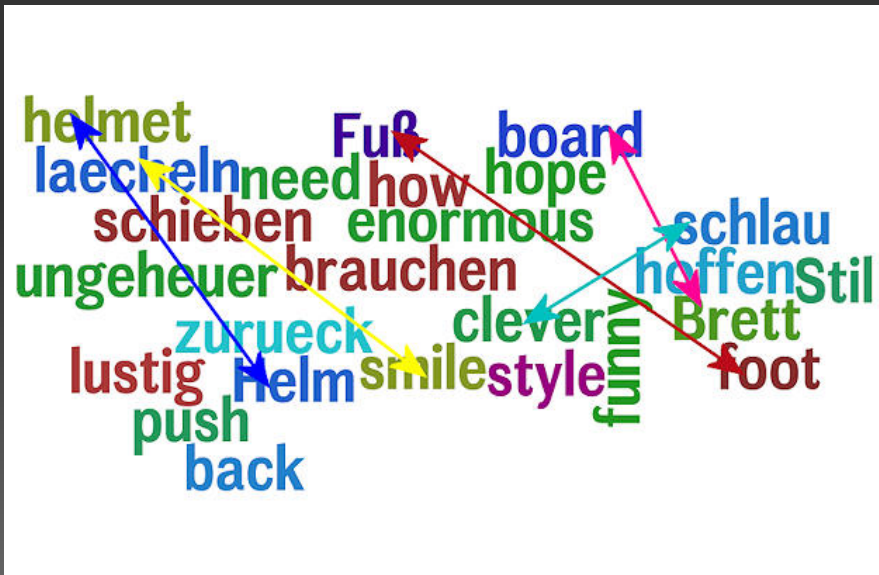 helmet Fuß board
laecheln need how hope
schieben enormous schlau
ungeheuer brauchen hoffen Stil
zurueck clever funny Brett
lustig Helm smile style foot
push
back